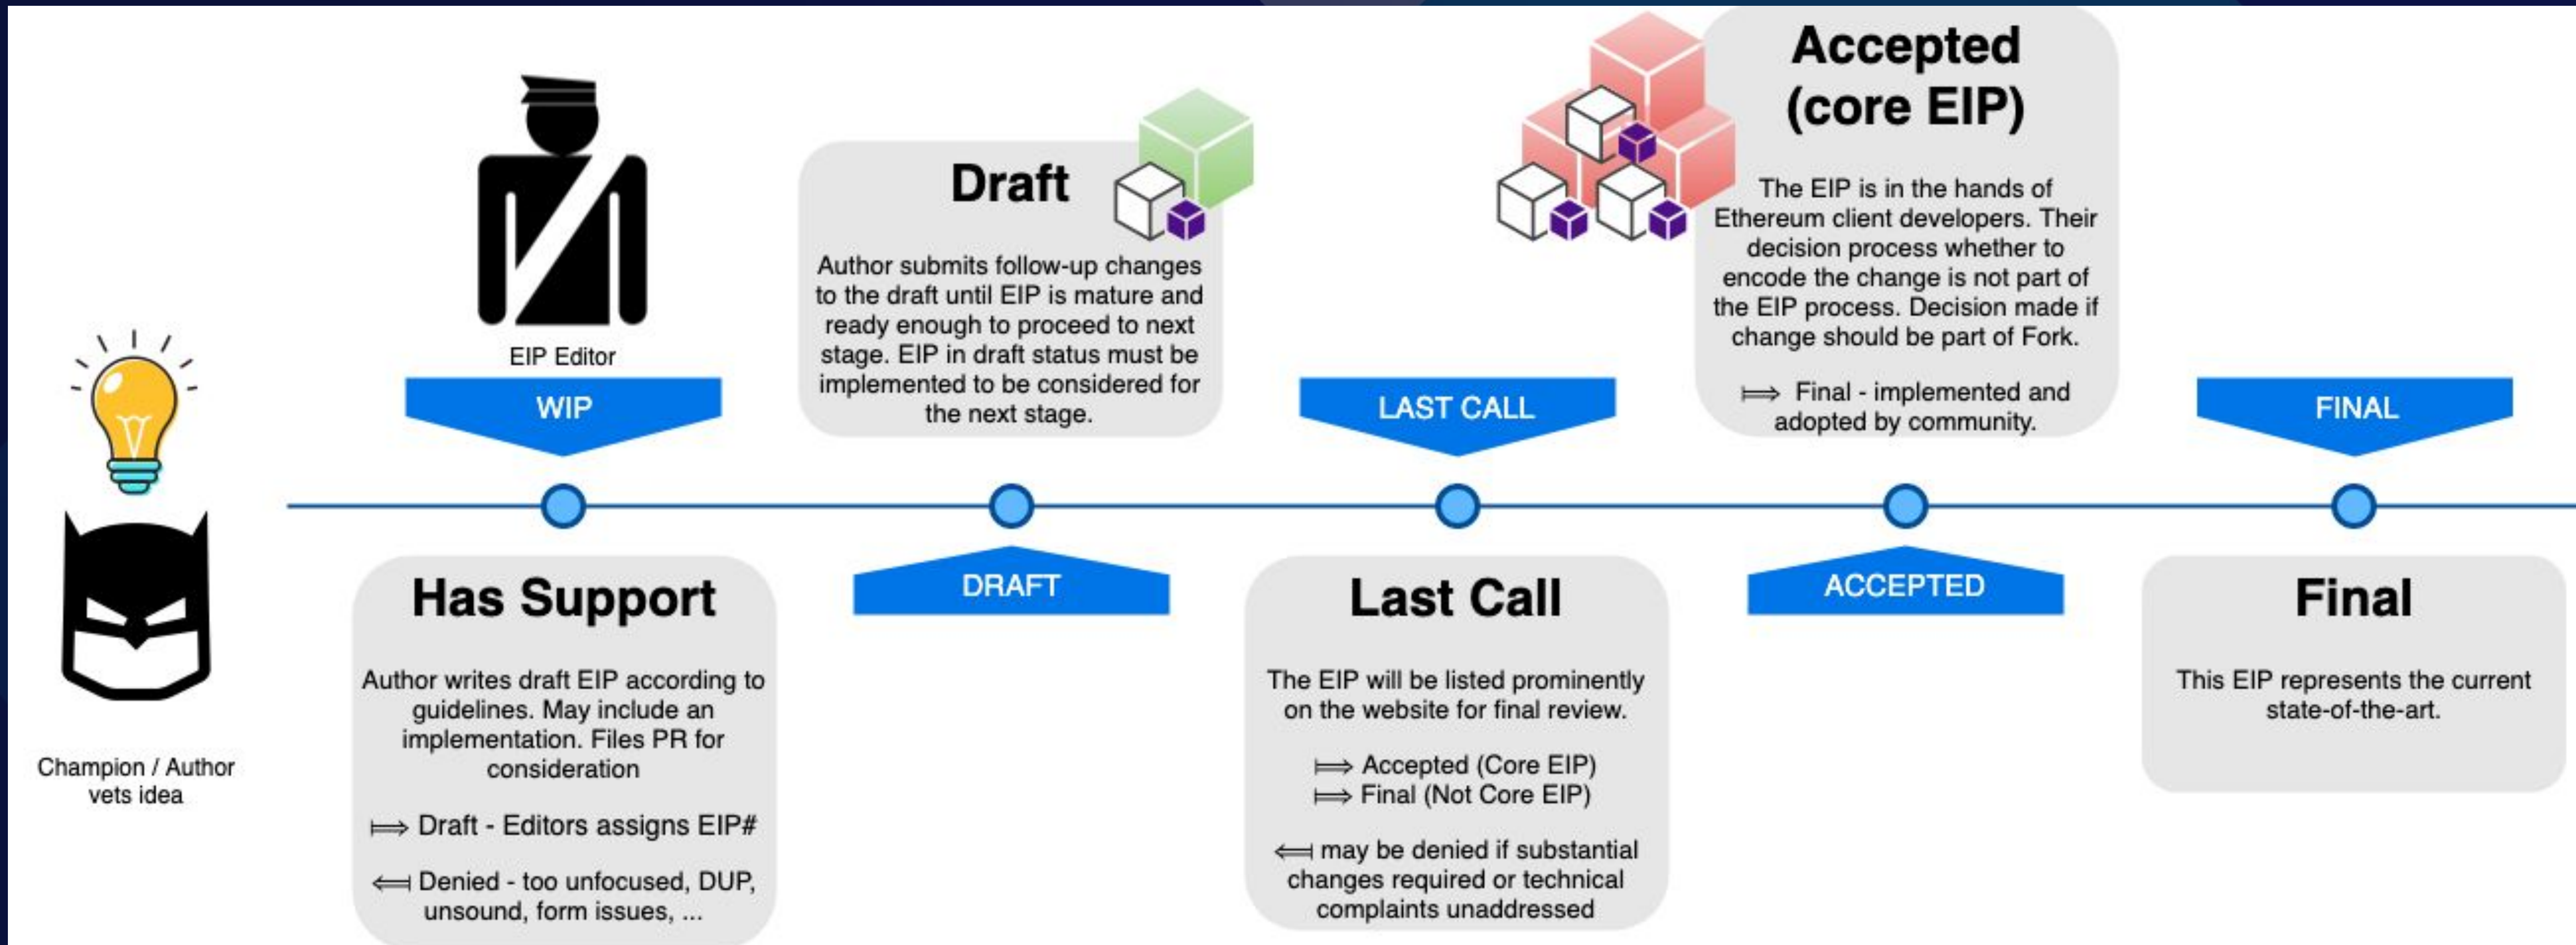 Champion / Author
vets idea
EIP Editor
WIP
Has Support
Author writes draft EIP according to
guidelines. May include an
implementation. Files PR for
consideration
⟼ Draft - Editors assigns EIP#
⟻ Denied - too unfocused, DUP,
unsound, form issues, ...
Draft
Author submits follow-up changes
to the draft until EIP is mature and
ready enough to proceed to next
stage. EIP in draft status must be
implemented to be considered for
the next stage.
DRAFT
LAST CALL
Last Call
The EIP will be listed prominently
on the website for final review.
⟼ Accepted (Core EIP)
⟼ Final (Not Core EIP)
⟻ may be denied if substantial
changes required or technical
complaints unaddressed
Accepted
(core EIP)
The EIP is in the hands of
Ethereum client developers. Their
decision process whether to
encode the change is not part of
the EIP process. Decision made if
change should be part of Fork.
⟼ Final - implemented and
adopted by community.
ACCEPTED
FINAL
Final
This EIP represents the current
state-of-the-art.